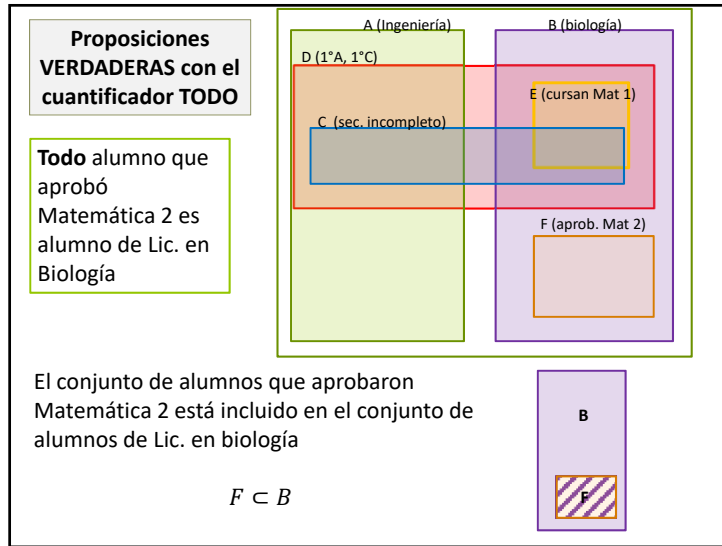 Proposiciones
VERDADERAS con el
cuantificador TODO
Todo alumno que
aprobó
Matemática 2 es
alumno de Lic. en
Biología
A (Ingeniería)
B (biología)
D (1°A, 1°C)
E (cursan Mat 1)
C (sec. incompleto)
F (aprob. Mat 2)
El conjunto de alumnos que aprobaron
Matemática 2 está incluido en el conjunto de
alumnos de Lic. en biología
F ⊂ B
B
F